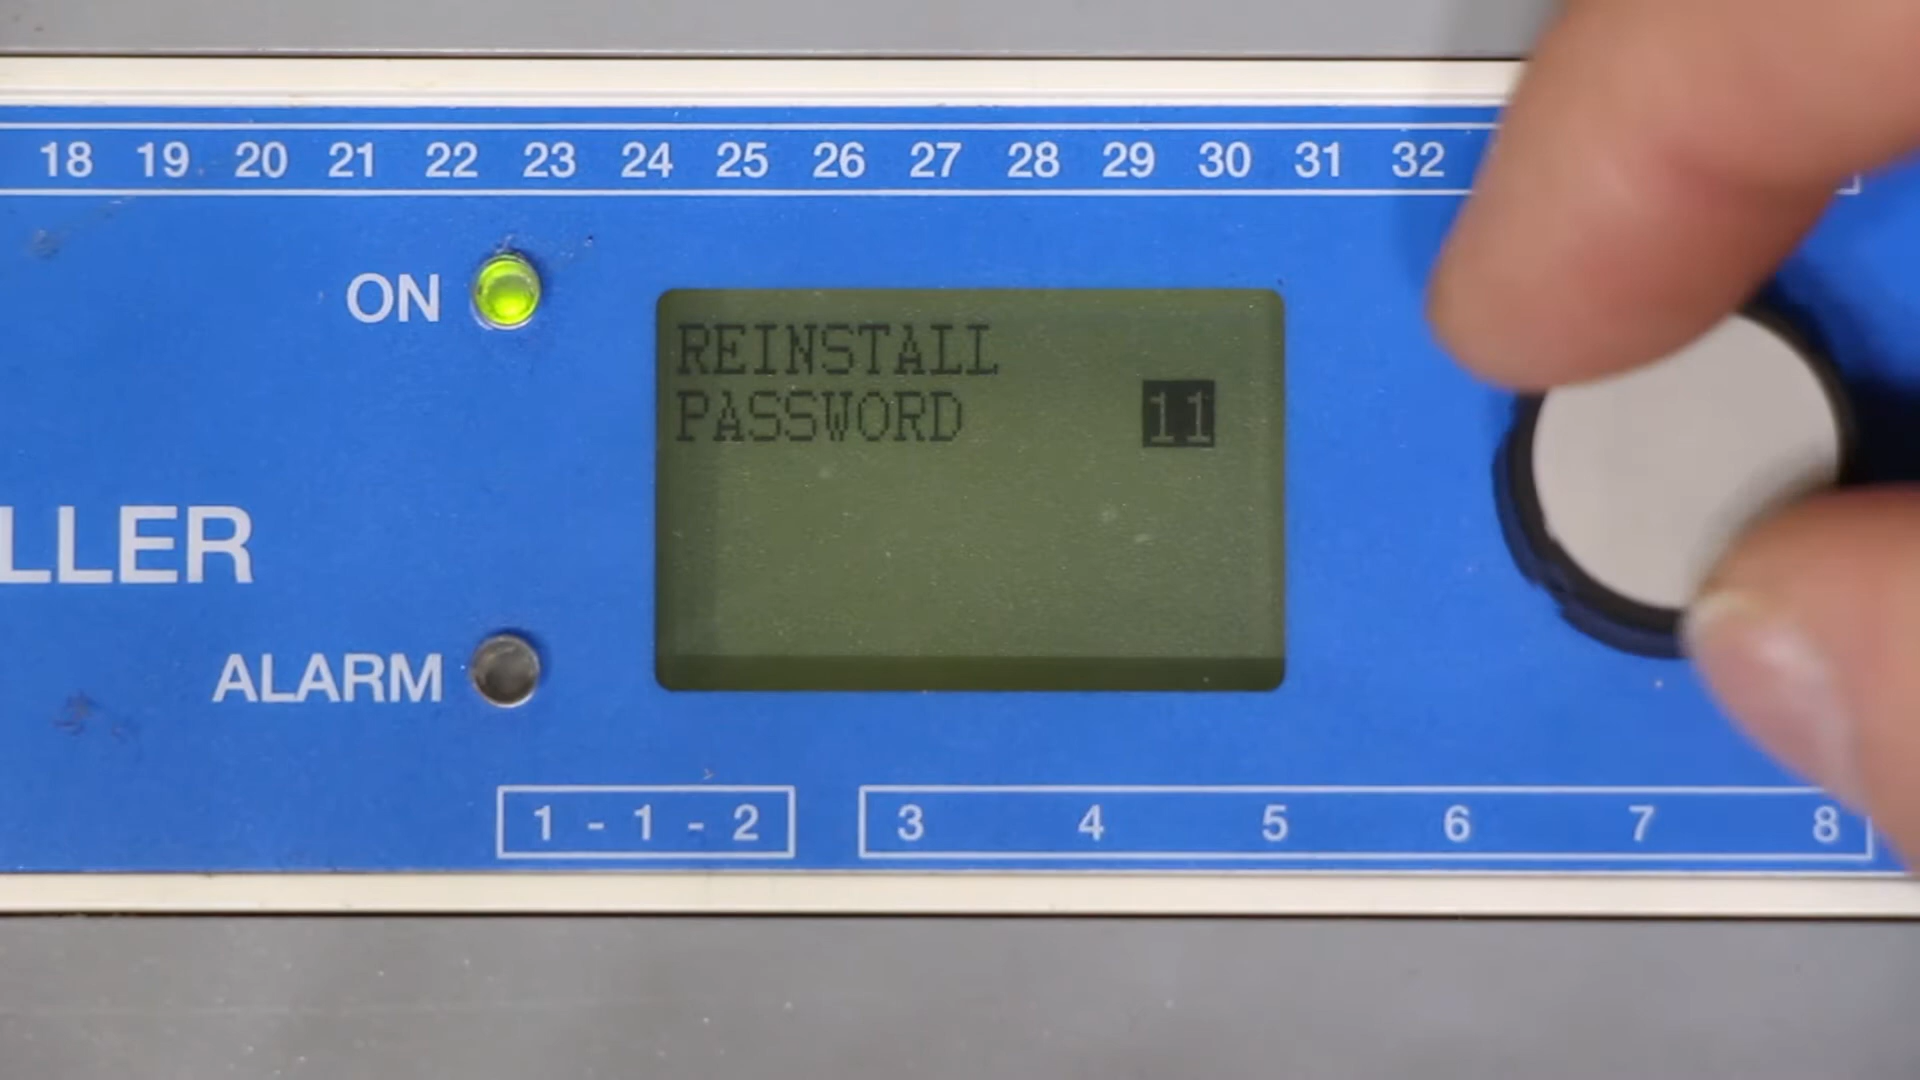 18 19 20 21 22 23 24 25 26 27 28 29 30 31 32
ON
REINSTALL
PASSWORD 11
LLER
ALARM
1 - 1 - 2 3 4 5 6 7 8